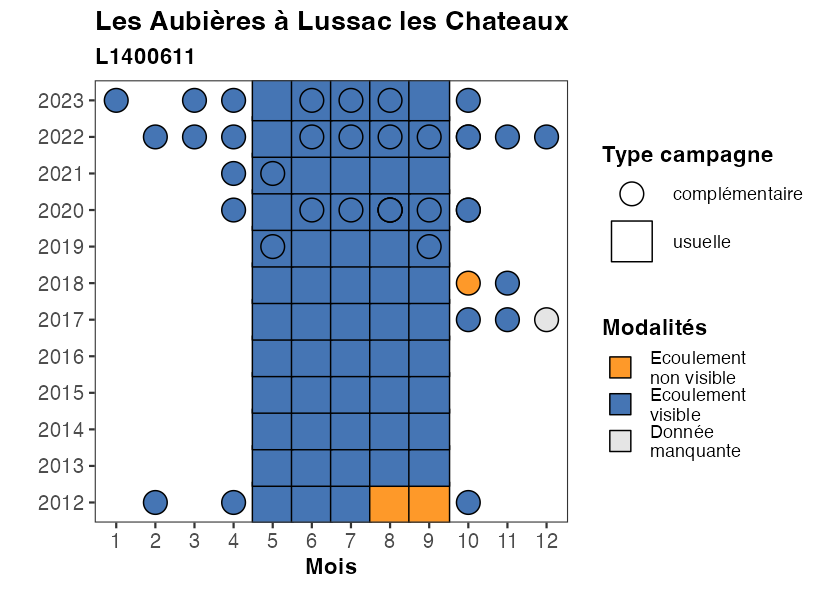 Les Aubières à Lussac les Chateaux
L1400611
2023
2022
2021
2020
2019
2018
2017
2016
2015
2014
2013
2012
1 2 3 4 5 6 7 8 9 10 11 12
Mois
Type campagne
complémentaire
usuelle
Modalités
Ecoulement
non visible
Ecoulement
visible
Donnée
manquante